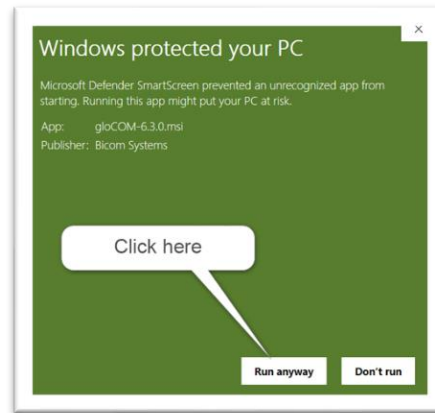 Windows protected your PC
Microsoft Defender SmartScreen prevented an unrecognized app from
starting. Running this app might put your PC at risk.
App: gloCOM-6.3.0.msi
Publisher: Bicom Systems
Click here
Run anyway Don't run